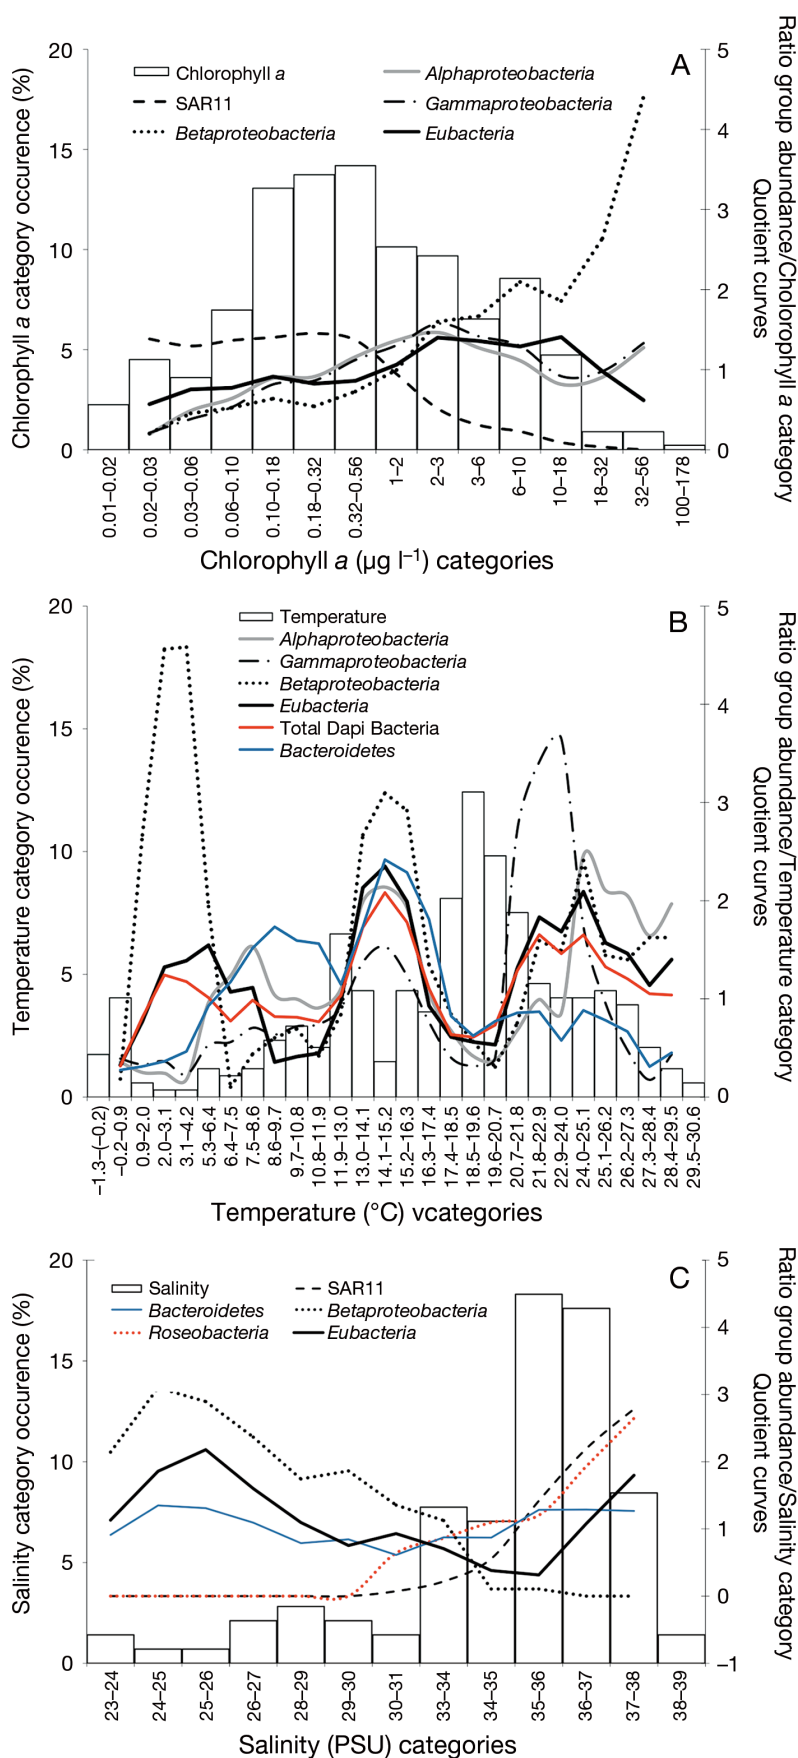 A
20
15
10
5
0
Chlorophyll a category occurence (%)
Chlorophyll a
SAR11
Betaproteobacteria
Alphaproteobacteria
Gammaproteobacteria
Eubacteria
5
4
3
2
1
0
Ratio group abundance/Cholorophyll a category
Quotient curves
0.01–0.02
0.02–0.03
0.03–0.06
0.06–0.10
0.10–0.18
0.18–0.32
0.32–0.56
1–2
2–3
3–6
6–10
10–18
18–32
32–56
100–178
Chlorophyll a (µg l–1) categories
B
20
15
10
5
0
Temperature category occurence (%)
Temperature
Alphaproteobacteria
Gammaproteobacteria
Betaproteobacteria
Eubacteria
Total Dapi Bacteria
Bacteroidetes
5
4
3
2
1
0
Ratio group abundance/Temperature category
Quotient curves
–1.3–(–0.2)
–0.2–0.9
0.9–2.0
2.0–3.1
3.1–4.2
5.3–6.4
6.4–7.5
7.5–8.6
8.6–9.7
9.7–10.8
10.8–11.9
11.9–13.0
13.0–14.1
14.1–15.2
15.2–16.3
16.3–17.4
17.4–18.5
18.5–19.6
19.6–20.7
20.7–21.8
21.8–22.9
22.9–24.0
24.0–25.1
25.1–26.2
26.2–27.3
27.3–28.4
28.4–29.5
29.5–30.6
Temperature (°C) vcategories
C
20
15
10
5
0
Salinity category occurence (%)
Salinity
Bacteroidetes
Roseobacteria
SAR11
Betaproteobacteria
Eubacteria
5
4
3
2
1
0
–1
Ratio group abundance/Salinity category
Quotient curves
23–24
24–25
25–26
26–27
28–29
29–30
30–31
33–34
34–35
35–36
36–37
37–38
38–39
Salinity (PSU) categories